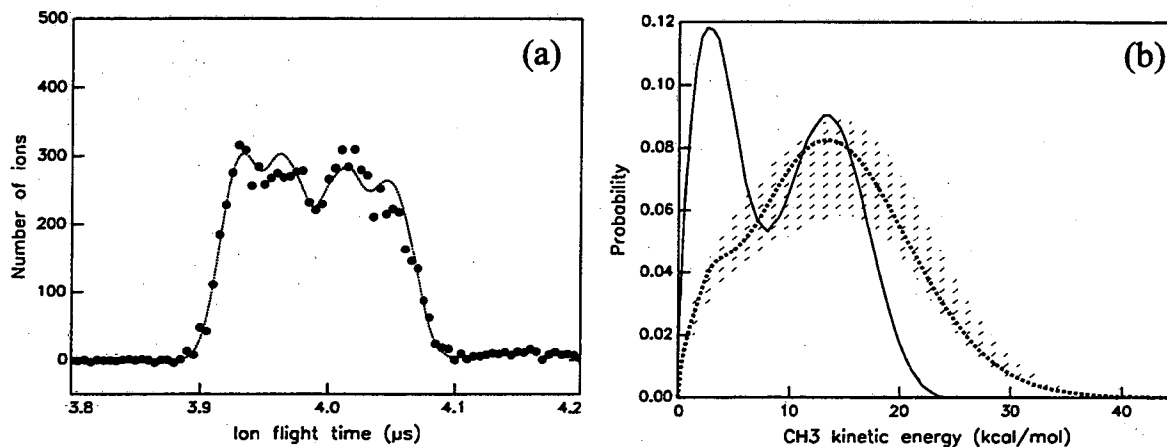 500
400
300
200
100
0
3.8 3.9 4.0 4.1 4.2
Number of ions
Ion flight time (µs)
(a)
0.12
0.10
0.08
0.06
0.04
0.02
0.00
0 10 20 30 40
Probability
CH3 kinetic energy (kcal/mol)
(b)